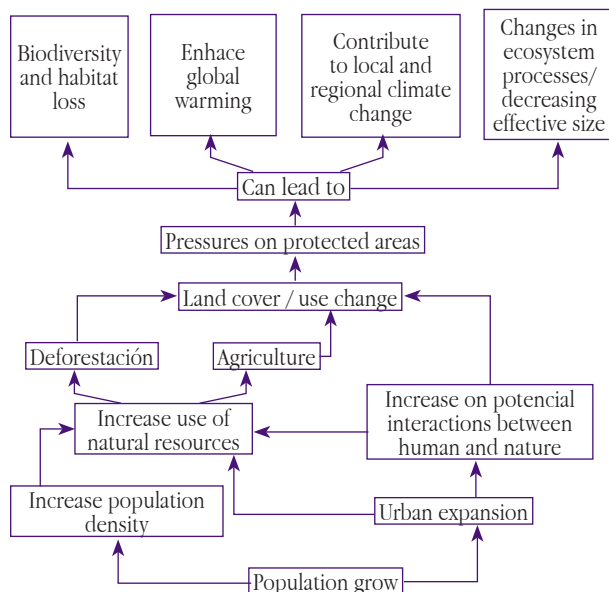 Biodiversity
and habitat
loss
Enhace
global
warming
Contribute
to local and
regional climate
change
Changes in
ecosystem
processes/
decreasing
effective size
Can lead to
Pressures on protected areas
Land cover / use change
Deforestación
Agriculture
Increase use of
natural resources
Increase on potencial
interactions between
human and nature
Increase population
density
Urban expansion
Population grow